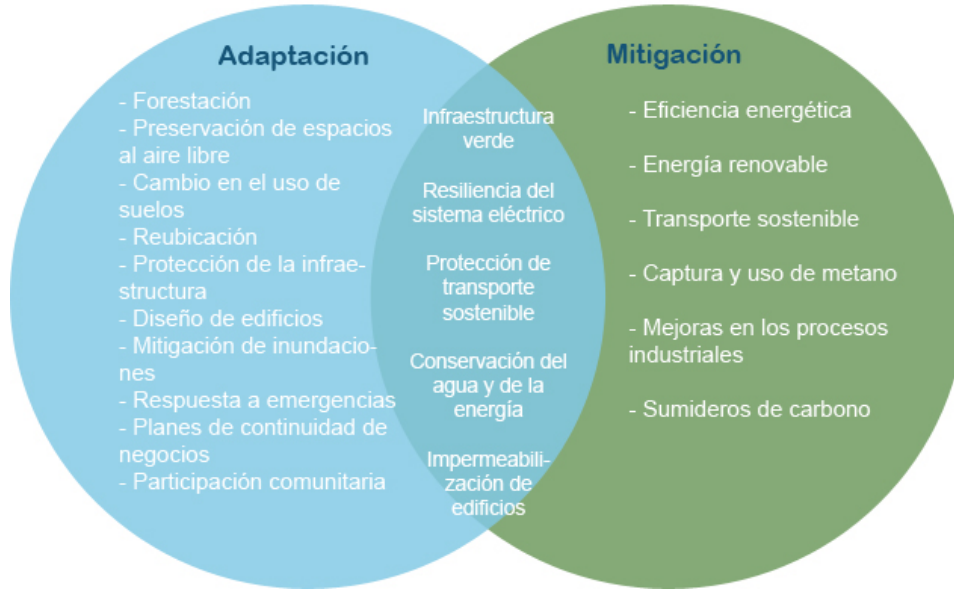 Adaptación
- Forestación
- Preservación de espacios
al aire libre
- Cambio en el uso de
suelos
- Reubicación
- Protección de la infrae-
structura
- Diseño de edificios
- Mitigación de inundacio-
nes
- Respuesta a emergencias
- Planes de continuidad de
negocios
- Participación comunitaria
Infraestructura
verde
Resiliencia del
sistema eléctrico
Protección de
transporte
sostenible
Conservación del
agua y de la
energía
Impermeabili-
zación de
edificios
Mitigación
- Eficiencia energética
- Energía renovable
- Transporte sostenible
- Captura y uso de metano
- Mejoras en los procesos
industriales
- Sumideros de carbono